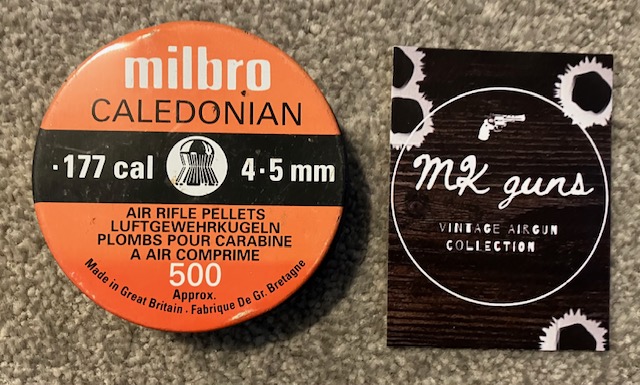 milbro
CALEDONIAN
·177 cal 4·5 mm
AIR RIFLE PELLETS
LUFTGEWEHRKUGELN
PLOMBS POUR CARABINE
A AIR COMPRIME
500
Approx.
Made in Great Britain · Fabrique De Gr. Bretagne
MK guns
VINTAGE AIRGUN
COLLECTION